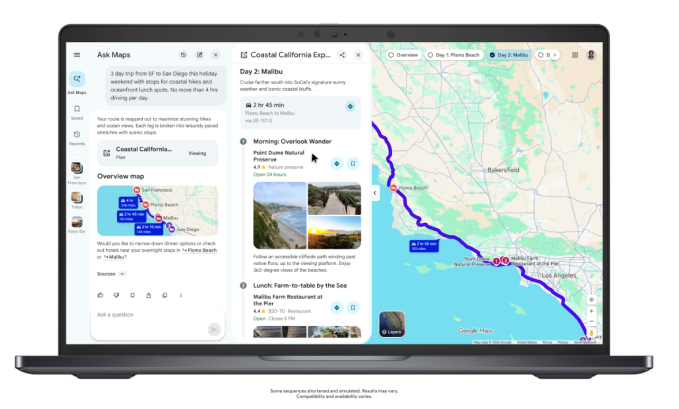 Ask Maps
3 day trip from SF to San Diego this holiday
weekend with stops for coastal hikes and
oceanfront lunch spots. No more than 4 hrs
driving per day.
Your route is mapped out to maximize stunning hikes
and ocean views. Each leg is broken into leisurely paced
stretches with scenic stops.
Coastal California...
Plan
Viewing
Overview map
San Francisco
Pismo Beach
Malibu
San Diego
Would you like to narrow down dinner options or check
out hotels near your overnight stops in ↪Pismo Beach
or ↪Malibu?
Sources
Ask a question
Ask Maps
Saved
Recents
San
Francisco
Coastal California Exp...
Day 2: Malibu
Cruise farther south into SoCal's signature sunny
weather and iconic coastal bluffs.
2 hr 45 min
Pismo Beach to Malibu
via US-101 S
1 Morning: Overlook Wander
Point Dume Natural
Preserve
4.9 ★ · Nature preserve
Open 24 hours
Follow an accessible cliffside path winding past
native flora, up to the viewing platform. Enjoy
360-degree views of the beaches.
2 Lunch: Farm-to-table by the Sea
Malibu Farm Restaurant at
the Pier
4.4 ★ · $20-70 · Restaurant
Open · Closes 8 PM
Overview
Day 1: Pismo Beach
Day 2: Malibu
D
Bakersfield
Pismo Beach
Point Dume
Natural Preserve
1
2
Malibu Farm
Restaurant at the Pier
Los Angeles
Layers
Google Maps
Some sequences shortened and simulated. Results may vary.
Compatibility and availability varies.